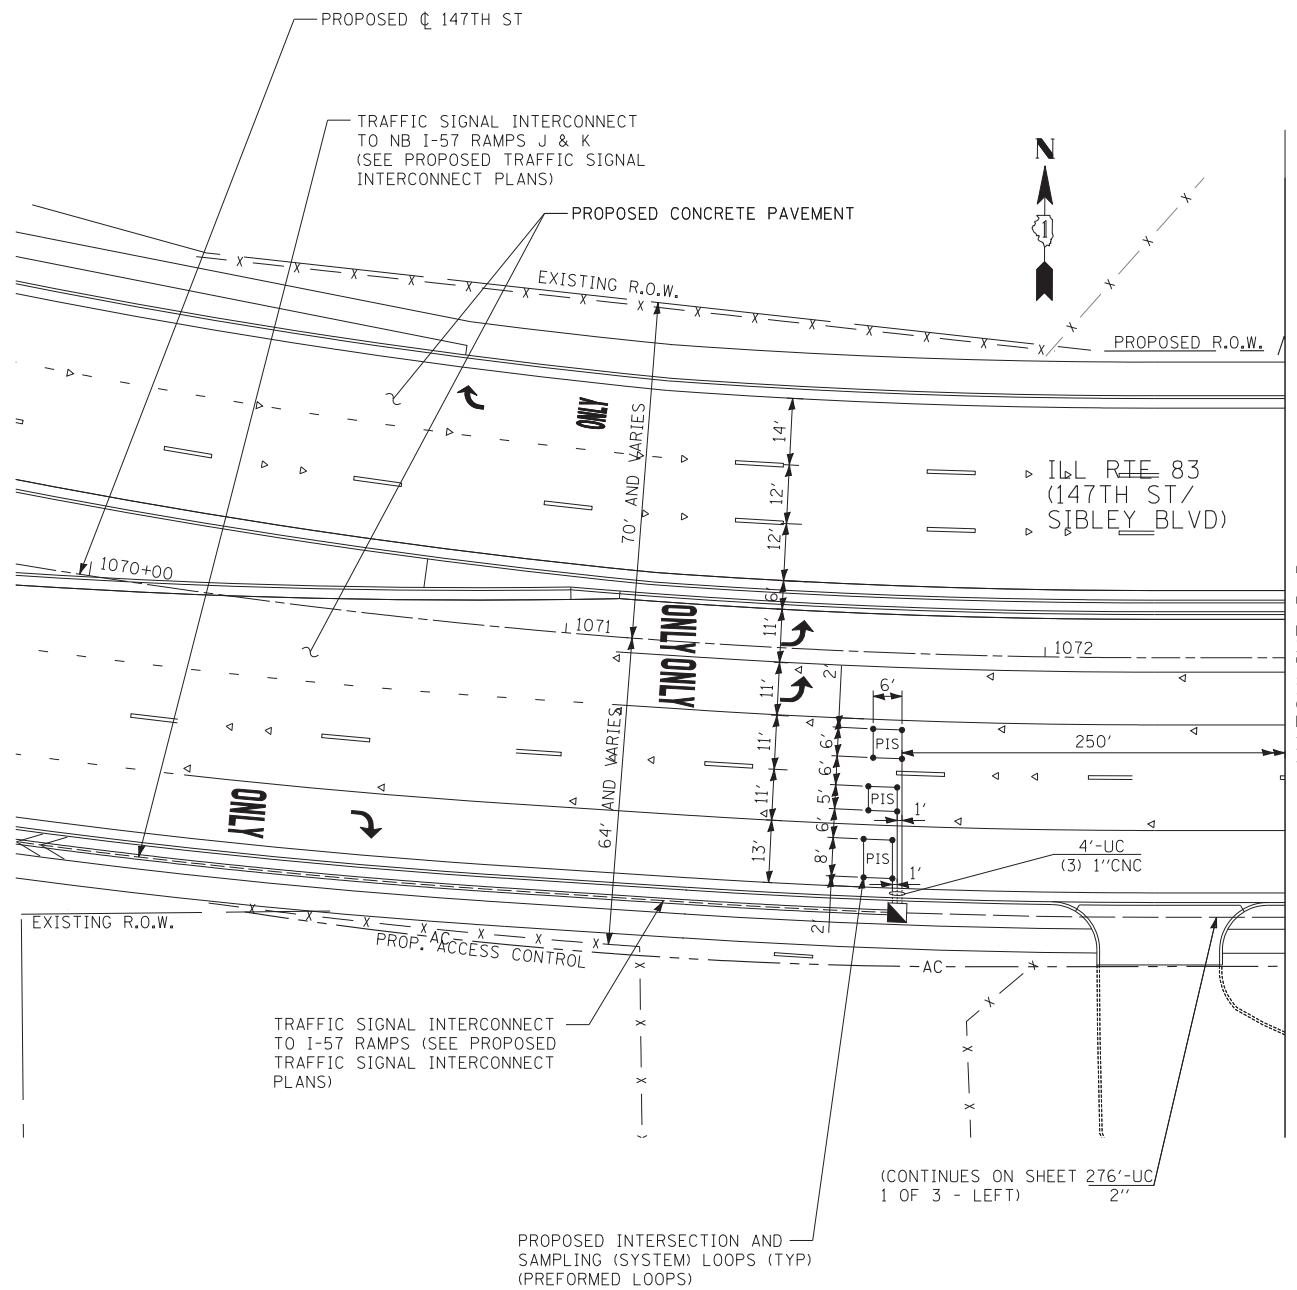 PROPOSED ℄ 147TH ST
TRAFFIC SIGNAL INTERCONNECT
TO NB I-57 RAMPS J & K
(SEE PROPOSED TRAFFIC SIGNAL
INTERCONNECT PLANS)
N
1
PROPOSED CONCRETE PAVEMENT
EXISTING R.O.W.
PROPOSED R.O.W.
ONLY
70' AND VARIES
14'
12'
12'
6'
11'
11'
11'
11'
13'
ILL RTE 83
(147TH ST/
SIBLEY BLVD)
1070+00
1071
1072
ONLY
ONLY
64' AND VARIES
2'
6'
6'
PIS
250'
6'
5'
PIS
1'
6'
8'
PIS
1'
2'
ONLY
4'-UC
(3) 1"CNC
EXISTING R.O.W.
AC
PROP. ACCESS CONTROL
AC
TRAFFIC SIGNAL INTERCONNECT
TO I-57 RAMPS (SEE PROPOSED
TRAFFIC SIGNAL INTERCONNECT
PLANS)
(CONTINUES ON SHEET
1 OF 3 - LEFT)
276'-UC
2"
PROPOSED INTERSECTION AND
SAMPLING (SYSTEM) LOOPS (TYP)
(PREFORMED LOOPS)